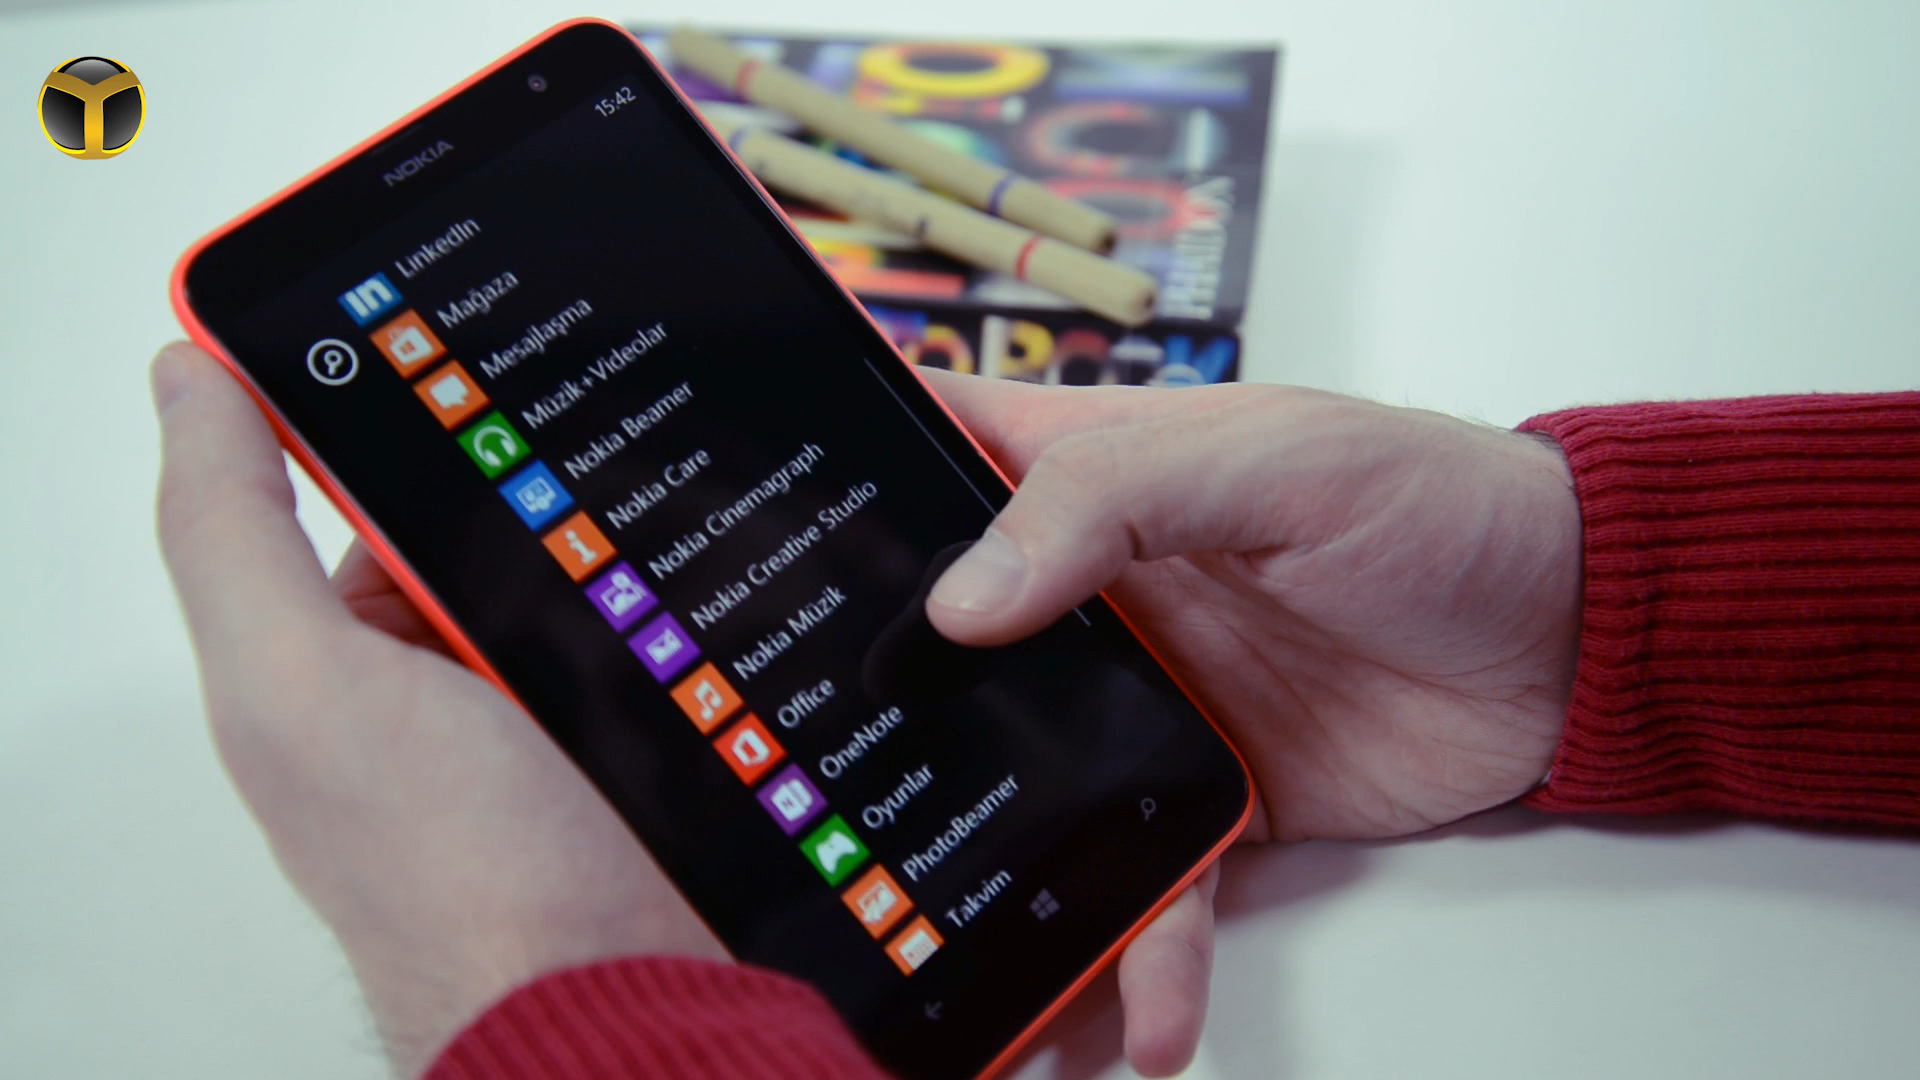 15:42
NOKIA
LinkedIn
Mağaza
Mesajlaşma
Müzik+Videolar
Nokia Beamer
Nokia Care
Nokia Cinemagraph
Nokia Creative Studio
Nokia Müzik
Office
OneNote
Oyunlar
PhotoBeamer
Takvim